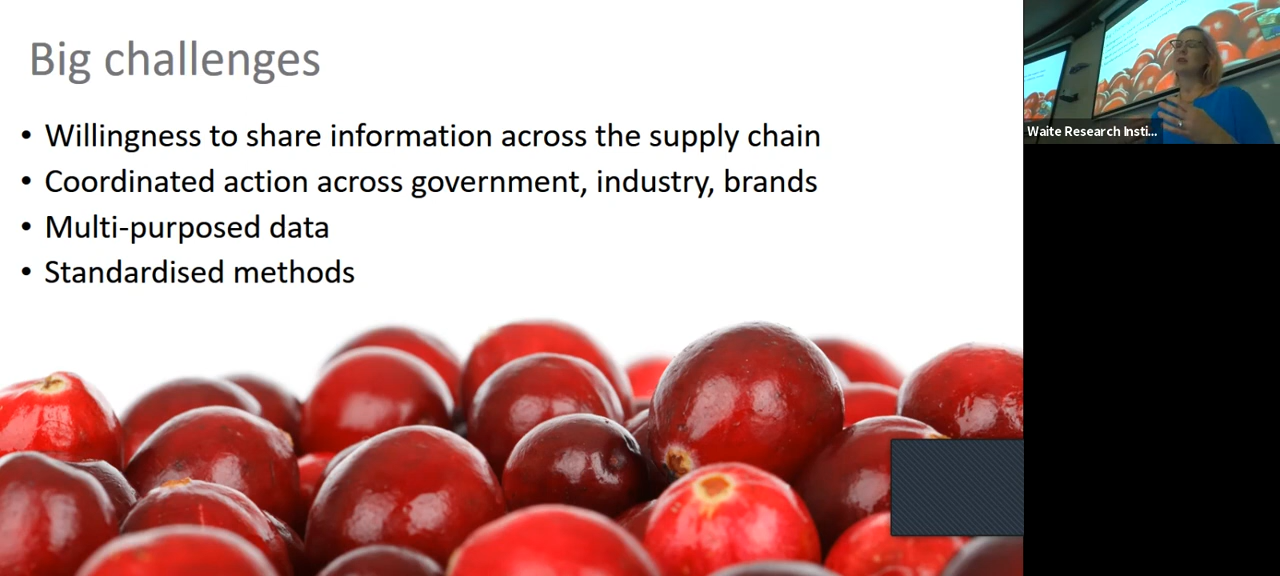 Big challenges
• Willingness to share information across the supply chain
• Coordinated action across government, industry, brands
• Multi-purposed data
• Standardised methods
Waite Research Insti...